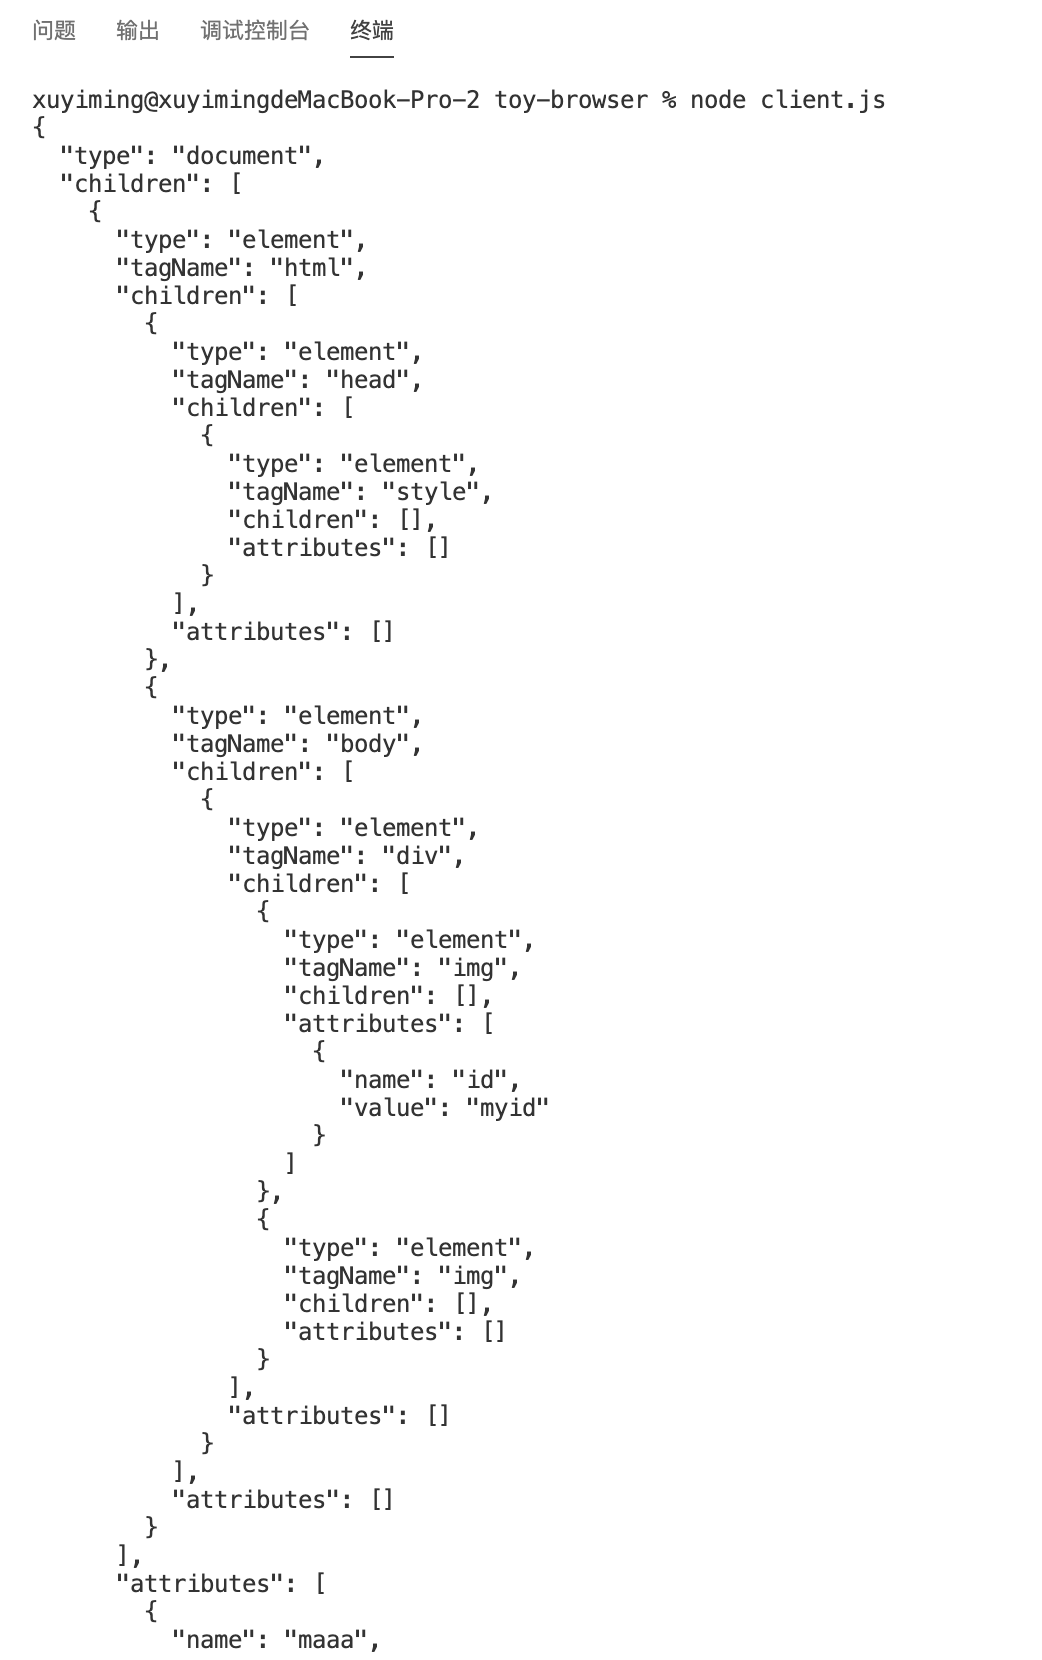 问题 输出 调试控制台 终端
xuyiming@xuyimingdeMacBook-Pro-2 toy-browser % node client.js
{
  "type": "document",
  "children": [
    {
      "type": "element",
      "tagName": "html",
      "children": [
        {
          "type": "element",
          "tagName": "head",
          "children": [
            {
              "type": "element",
              "tagName": "style",
              "children": [],
              "attributes": []
            }
          ],
          "attributes": []
        },
        {
          "type": "element",
          "tagName": "body",
          "children": [
            {
              "type": "element",
              "tagName": "div",
              "children": [
                {
                  "type": "element",
                  "tagName": "img",
                  "children": [],
                  "attributes": [
                    {
                      "name": "id",
                      "value": "myid"
                    }
                  ]
                },
                {
                  "type": "element",
                  "tagName": "img",
                  "children": [],
                  "attributes": []
                }
              ],
              "attributes": []
            }
          ],
          "attributes": []
        }
      ],
      "attributes": [
        {
          "name": "maaa",